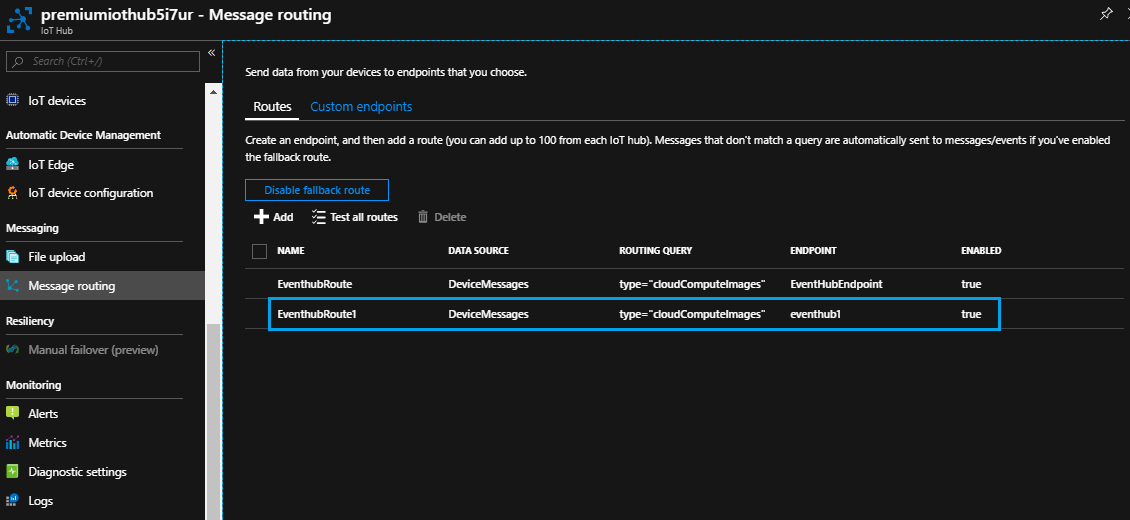 premiumiothub5i7ur - Message routing
IoT Hub
Search (Ctrl+/)
«
IoT devices
Automatic Device Management
IoT Edge
IoT device configuration
Messaging
File upload
Message routing
Resiliency
Manual failover (preview)
Monitoring
Alerts
Metrics
Diagnostic settings
Logs
Send data from your devices to endpoints that you choose.
Routes Custom endpoints
Create an endpoint, and then add a route (you can add up to 100 from each IoT hub). Messages that don't match a query are automatically sent to messages/events if you've enabled
the fallback route.
Disable fallback route
Add Test all routes Delete
NAME DATA SOURCE ROUTING QUERY ENDPOINT ENABLED
EventhubRoute DeviceMessages type="cloudComputeImages" EventHubEndpoint true
EventhubRoute1 DeviceMessages type="cloudComputeImages" eventhub1 true